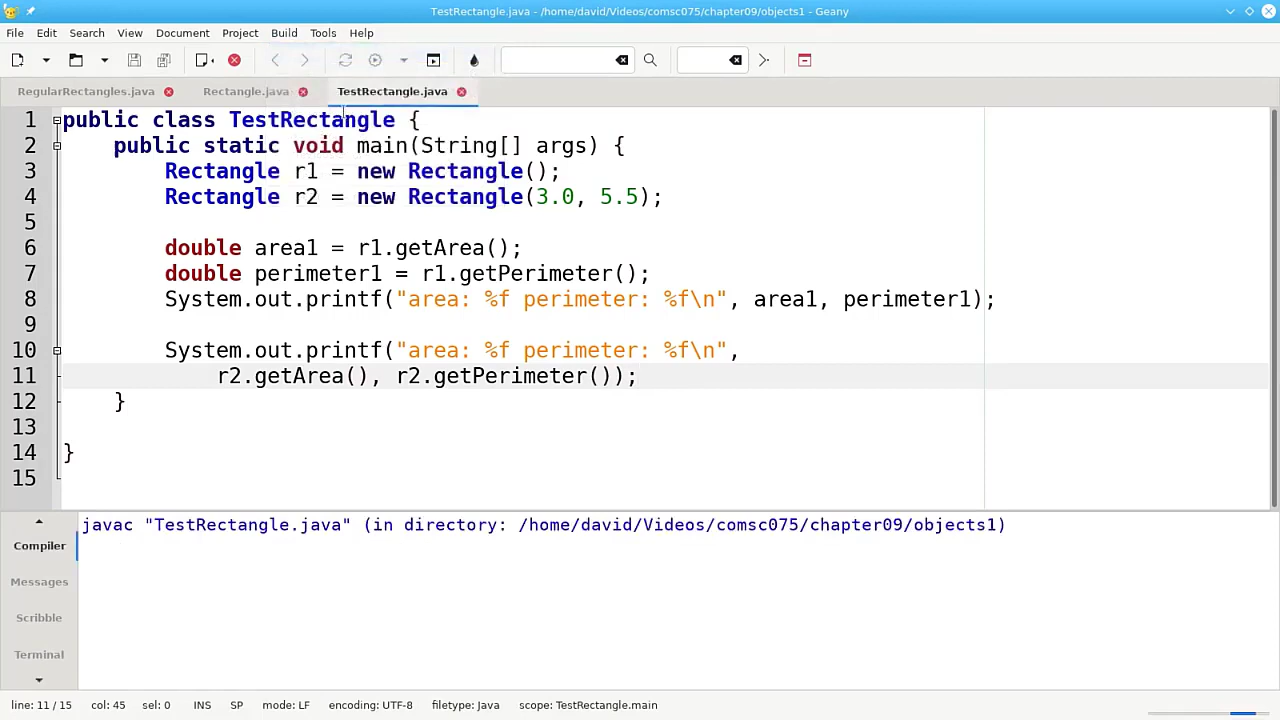 TestRectangle.java - /home/david/Videos/comsc075/chapter09/objects1 - Geany
File Edit Search View Document Project Build Tools Help
RegularRectangles.java Rectangle.java TestRectangle.java
1 public class TestRectangle {
2 public static void main(String[] args) {
3 Rectangle r1 = new Rectangle();
4 Rectangle r2 = new Rectangle(3.0, 5.5);
5
6 double area1 = r1.getArea();
7 double perimeter1 = r1.getPerimeter();
8 System.out.printf("area: %f perimeter: %f\n", area1, perimeter1);
9
10 System.out.printf("area: %f perimeter: %f\n",
11 r2.getArea(), r2.getPerimeter());
12 }
13
14 }
15
javac "TestRectangle.java" (in directory: /home/david/Videos/comsc075/chapter09/objects1)
Compiler
Messages
Scribble
Terminal
line: 11 / 15 col: 45 sel: 0 INS SP mode: LF encoding: UTF-8 filetype: Java scope: TestRectangle.main